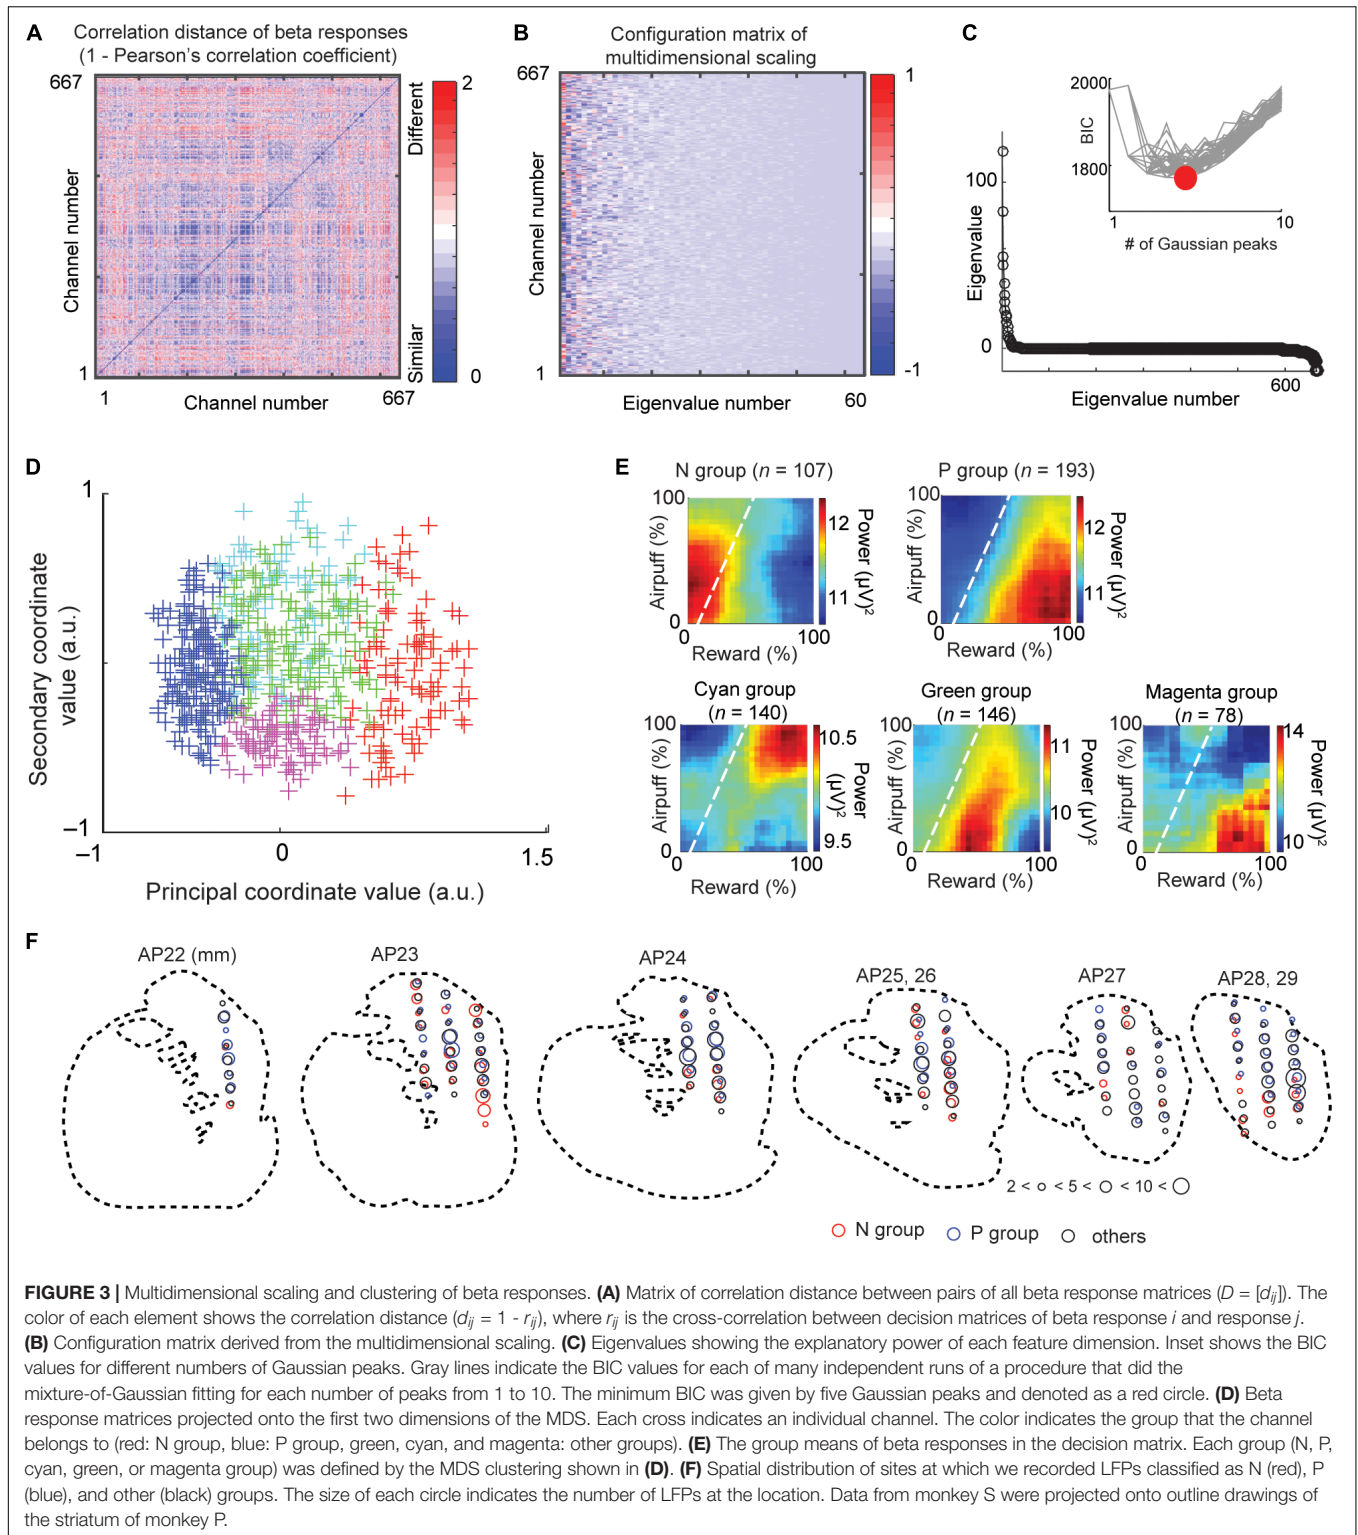 A
Correlation distance of beta responses
(1 - Pearson's correlation coefficient)
667
Channel number
1
1
Channel number
667
2
Different
Similar
0
B
Configuration matrix of
multidimensional scaling
667
Channel number
1
Eigenvalue number
60
1
-1
C
2000
BIC
1800
1
10
# of Gaussian peaks
100
Eigenvalue
0
600
Eigenvalue number
D
1
Secondary coordinate
value (a.u.)
−1
−1
0
1.5
Principal coordinate value (a.u.)
E
N group (n = 107)
100
Airpuff (%)
0
0
100
Reward (%)
12
11
Power (µV)²
P group (n = 193)
100
Airpuff (%)
0
0
100
Reward (%)
12
11
Power (µV)²
Cyan group
(n = 140)
100
Airpuff (%)
0
0
100
Reward (%)
10.5
9.5
Power
(µV)²
Green group
(n = 146)
100
Airpuff (%)
0
0
100
Reward (%)
11
10
Power (µV)²
Magenta group
(n = 78)
100
Airpuff (%)
0
0
100
Reward (%)
14
10
Power (µV)²
F
AP22 (mm)
AP23
AP24
AP25, 26
AP27
AP28, 29
2 < < 5 < < 10 <
N group
P group
others
FIGURE 3 | Multidimensional scaling and clustering of beta responses. (A) Matrix of correlation distance between pairs of all beta response matrices (D = [dij]). The
color of each element shows the correlation distance (dij = 1 - rij), where rij is the cross-correlation between decision matrices of beta response i and response j.
(B) Configuration matrix derived from the multidimensional scaling. (C) Eigenvalues showing the explanatory power of each feature dimension. Inset shows the BIC
values for different numbers of Gaussian peaks. Gray lines indicate the BIC values for each of many independent runs of a procedure that did the
mixture-of-Gaussian fitting for each number of peaks from 1 to 10. The minimum BIC was given by five Gaussian peaks and denoted as a red circle. (D) Beta
response matrices projected onto the first two dimensions of the MDS. Each cross indicates an individual channel. The color indicates the group that the channel
belongs to (red: N group, blue: P group, green, cyan, and magenta: other groups). (E) The group means of beta responses in the decision matrix. Each group (N, P,
cyan, green, or magenta group) was defined by the MDS clustering shown in (D). (F) Spatial distribution of sites at which we recorded LFPs classified as N (red), P
(blue), and other (black) groups. The size of each circle indicates the number of LFPs at the location. Data from monkey S were projected onto outline drawings of
the striatum of monkey P.